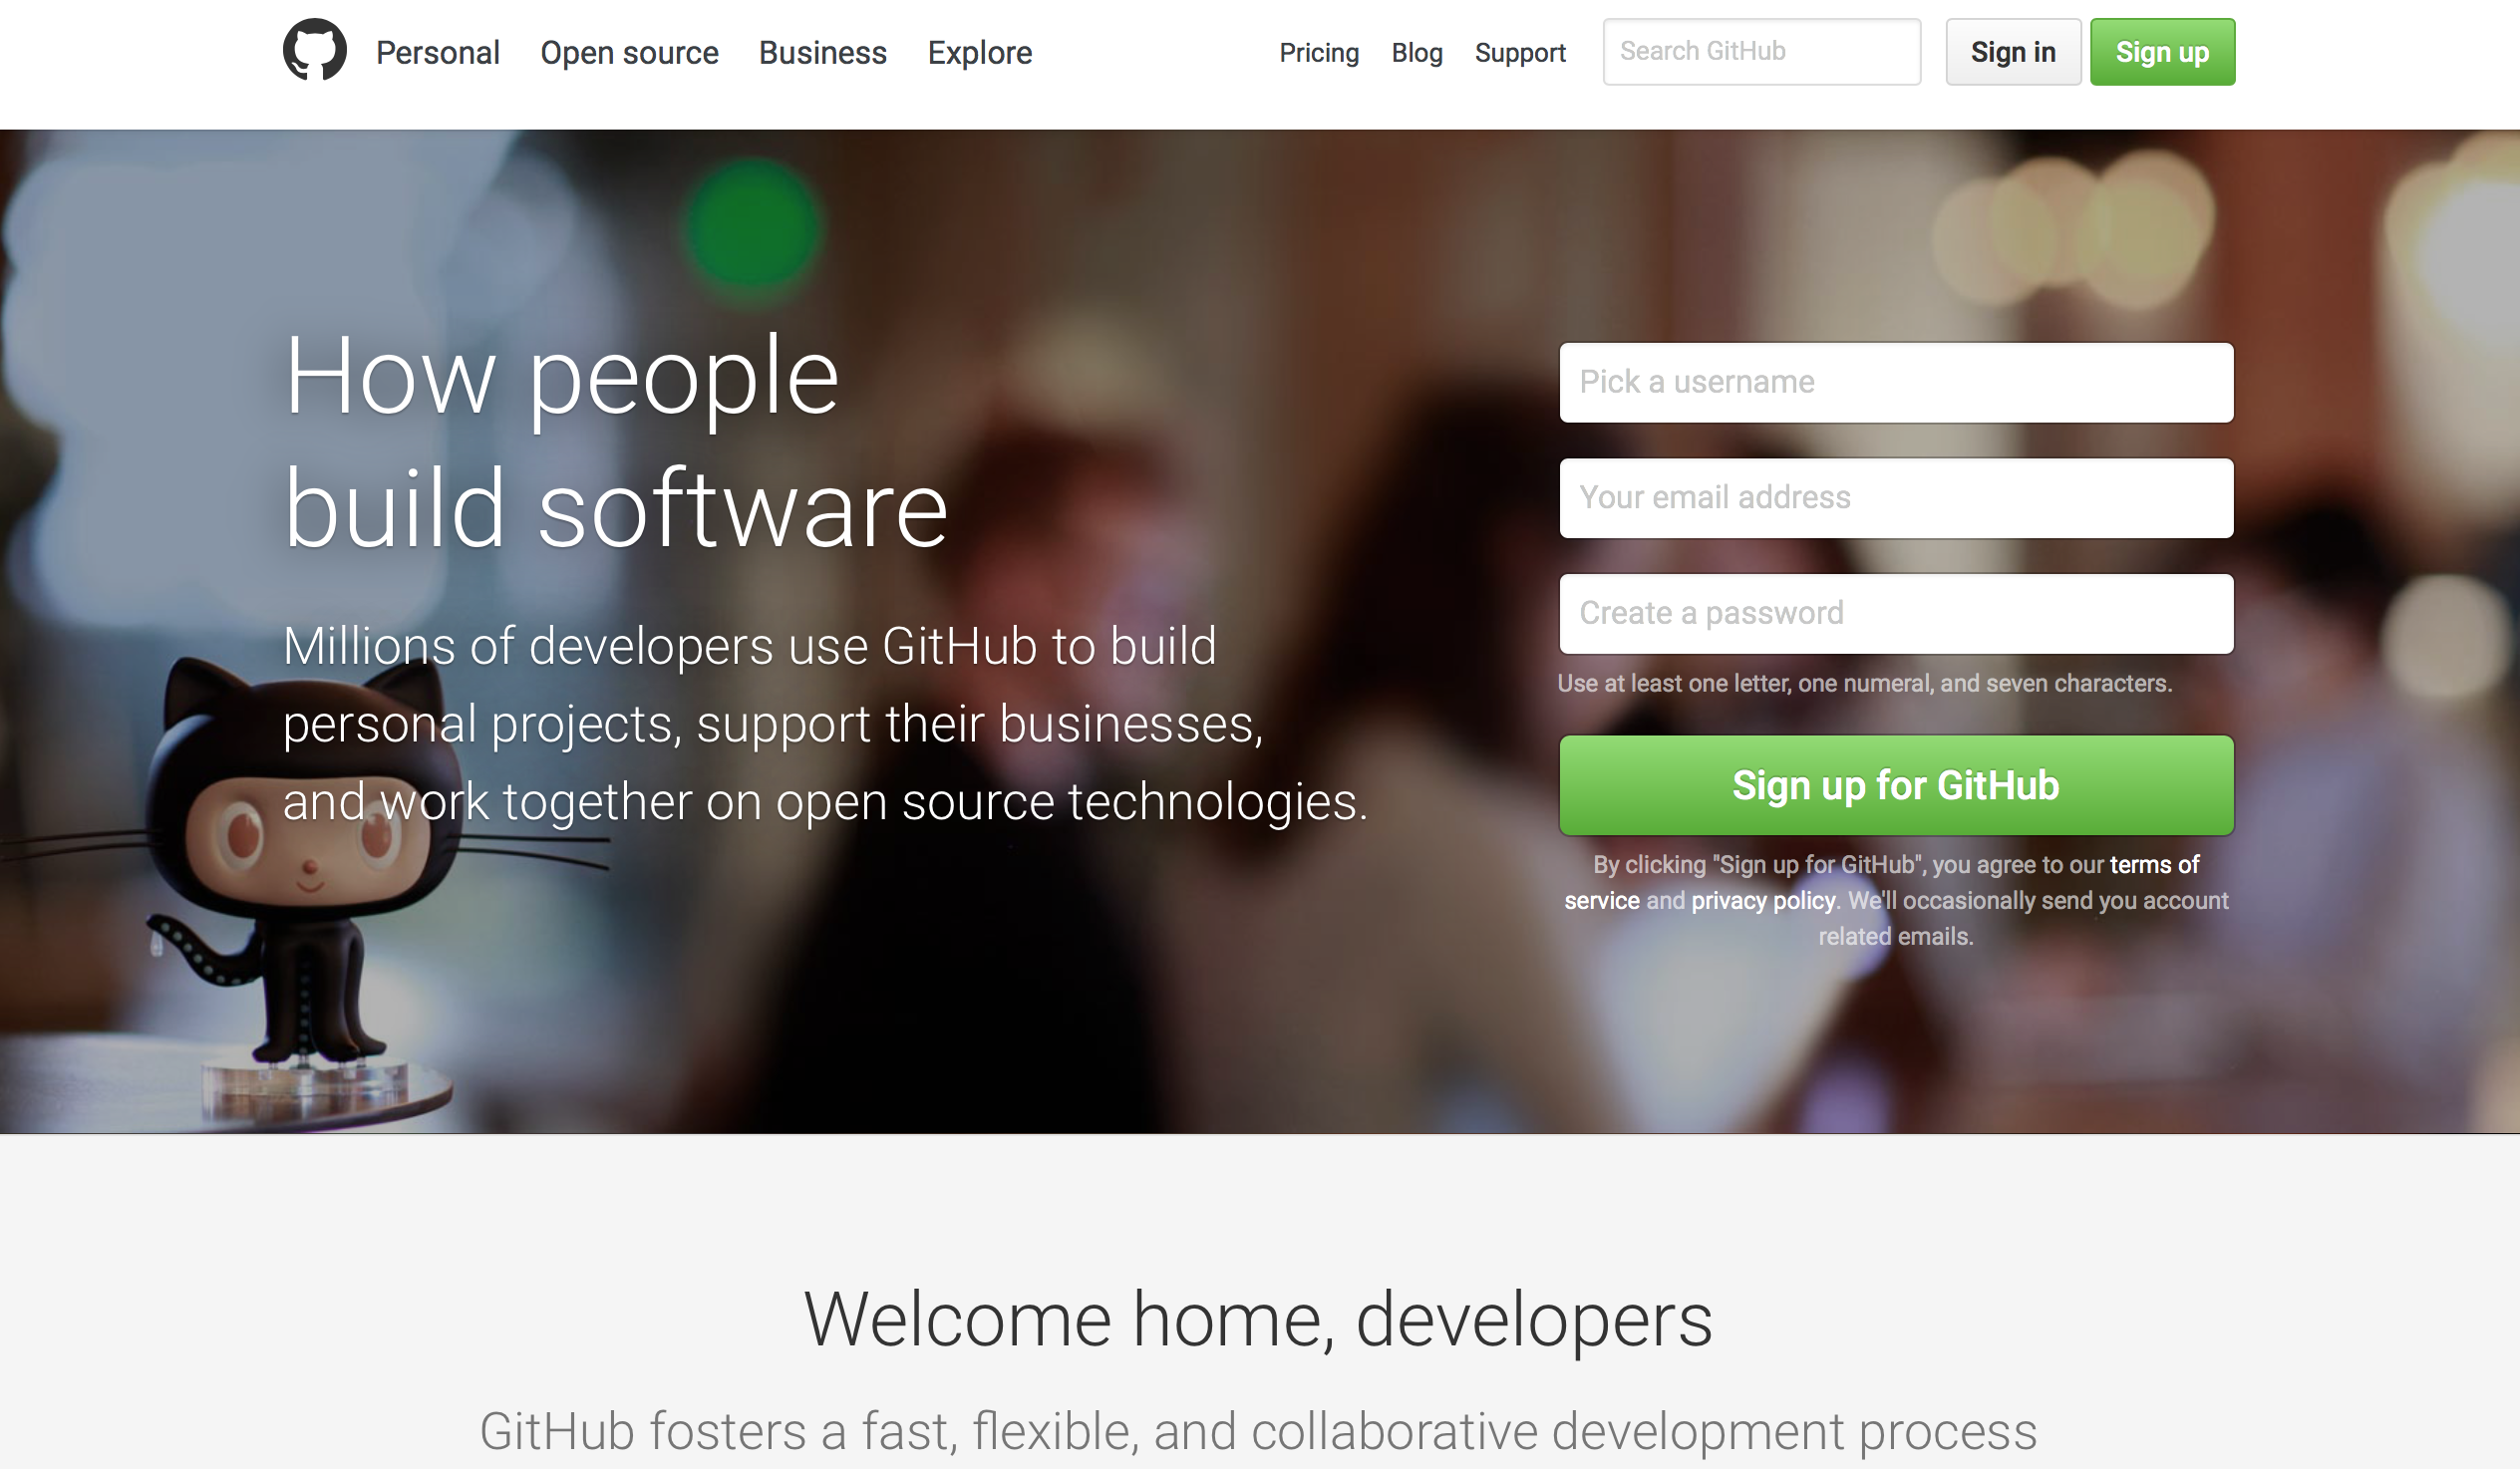 Personal Open source Business Explore Pricing Blog Support Search GitHub Sign in Sign up
How people
build software
Millions of developers use GitHub to build
personal projects, support their businesses,
and work together on open source technologies.
Pick a username
Your email address
Create a password
Use at least one letter, one numeral, and seven characters.
Sign up for GitHub
By clicking "Sign up for GitHub", you agree to our terms of
service and privacy policy. We'll occasionally send you account
related emails.
Welcome home, developers
GitHub fosters a fast, flexible, and collaborative development process